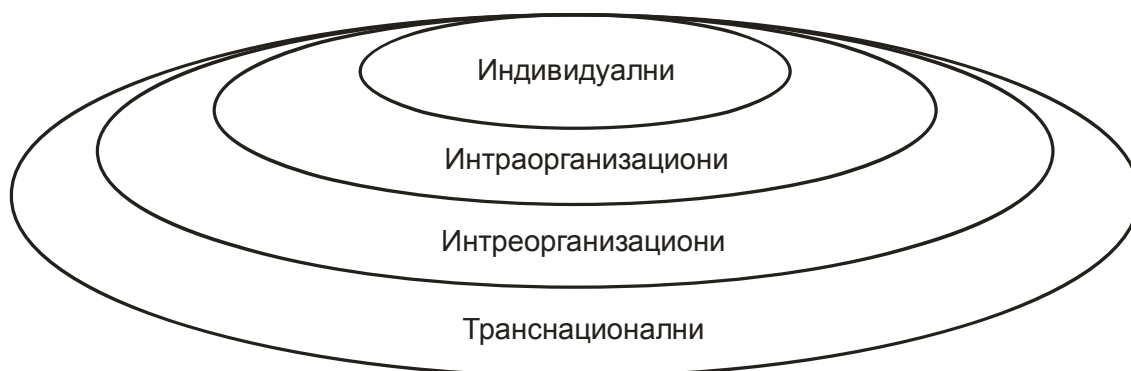 Индивидуални
Интраорганизациони
Интреорганизациони
Транснационални